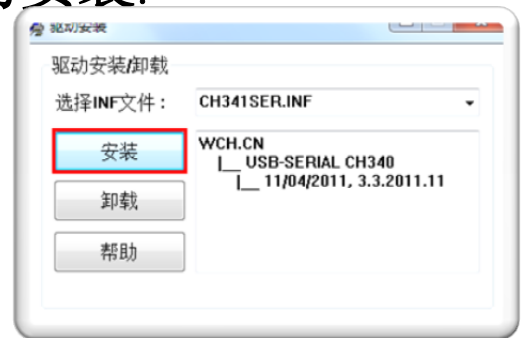 驱动安装
驱动安装/卸载
选择INF文件：
CH341SER.INF
安装
WCH.CN
|__ USB-SERIAL CH340
|__ 11/04/2011, 3.3.2011.11
卸载
帮助